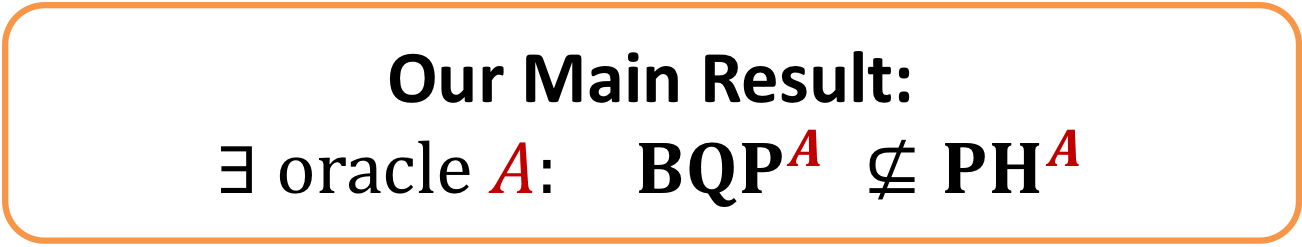 Our Main Result:
∃ oracle A: BQP^A ⊈ PH^A